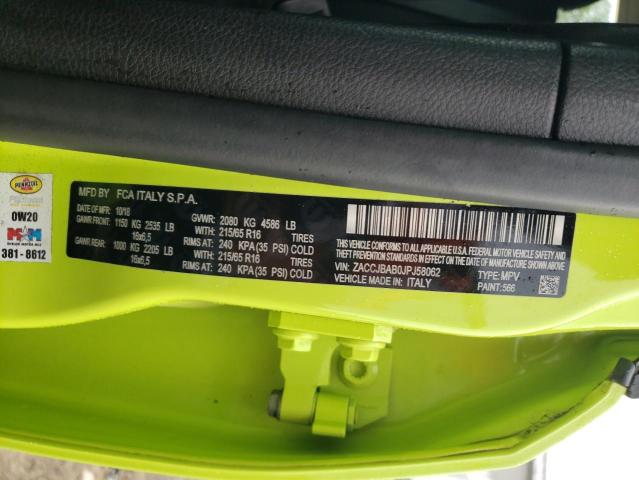 PENNZOIL
Platinum
0W20
M&M
381-8612
MFD BY FCA ITALY S.P.A.
DATE OF MFD: 10/18 GVWR: 2080 KG 4586 LB
GAWR FRONT: 1150 KG 2535 LB WITH: 215/65 R16 TIRES
16x6,5 RIMS AT: 240 KPA(35 PSI) COLD
GAWR REAR: 1000 KG 2205 LB WITH: 215/65 R16 TIRES
16x6,5 RIMS AT: 240 KPA(35 PSI) COLD
THIS VEHICLE CONFORMS TO ALL APPLICABLE U.S.A. FEDERAL MOTOR VEHICLE SAFETY
AND THEFT PREVENTION STANDARDS IN EFFECT ON THE DATE OF MANUFACTURE SHOWN
ABOVE
VIN: ZACCJBAB0JPJ58062 TYPE: MPV
VEHICLE MADE IN: ITALY PAINT: 566